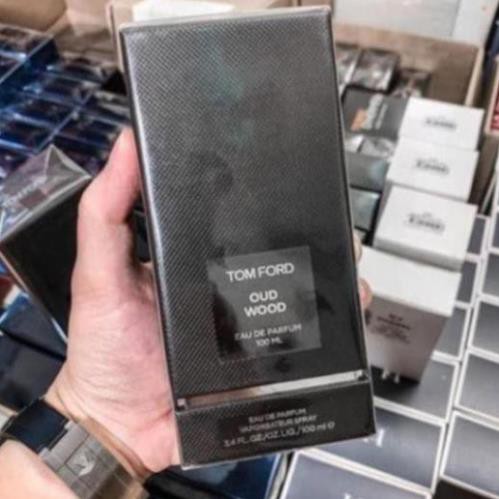 TOM FORD
OUD
WOOD
EAU DE PARFUM
100 ML
EAU DE PARFUM
VAPORISATEUR SPRAY
3.4 FL.OZ./OZ. LIQ. / 100 ml e